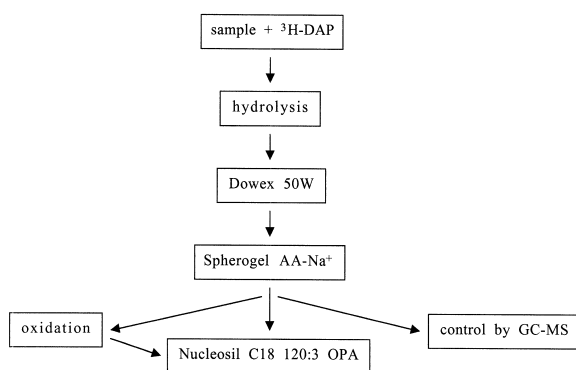 sample + ³H-DAP
hydrolysis
Dowex 50W
Spherogel AA-Na⁺
oxidation
control by GC-MS
Nucleosil C18 120:3 OPA